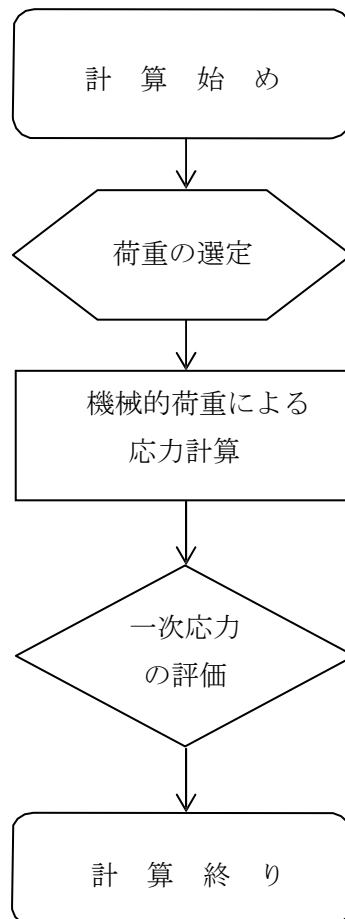 計 算 始 め
荷重の選定
機械的荷重による
応力計算
一次応力
の評価
計 算 終 り